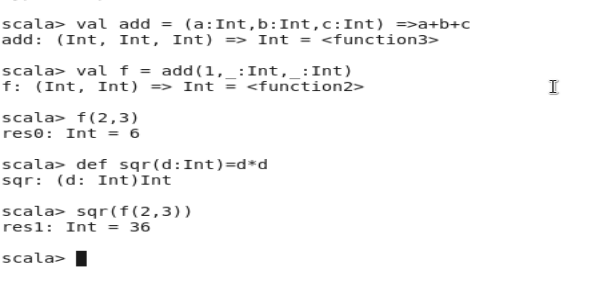 scala> val add = (a:Int,b:Int,c:Int) =>a+b+c
add: (Int, Int, Int) => Int = <function3>
scala> val f = add(1,_:Int,_:Int)
f: (Int, Int) => Int = <function2>
scala> f(2,3)
res0: Int = 6
scala> def sqr(d:Int)=d*d
sqr: (d: Int)Int
scala> sqr(f(2,3))
res1: Int = 36
scala>